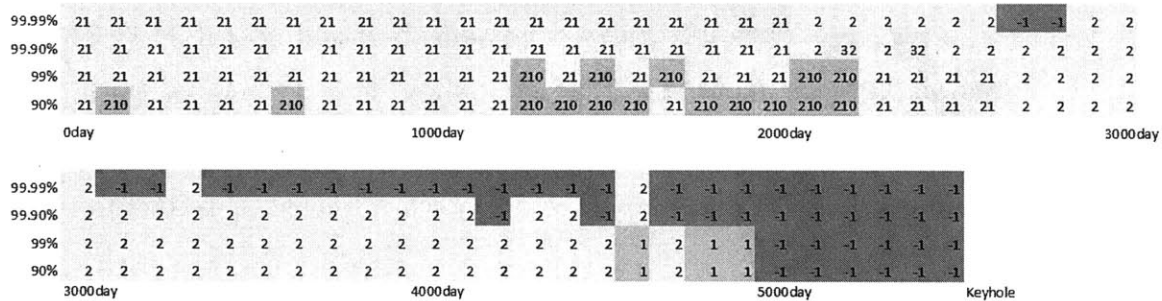 99.99% 21 21 21 21 21 21 21 21 21 21 21 21 21 21 21 21 21 21 21 21 21 2 2 2 2 2 2 -1 -1 2 2
99.90% 21 21 21 21 21 21 21 21 21 21 21 21 21 21 21 21 21 21 21 21 21 2 32 2 32 2 2 2 2 2 2
99% 21 21 21 21 21 21 21 21 21 21 21 21 21 210 21 210 21 210 21 21 21 210 210 21 21 21 21 2 2 2 2
90% 21 210 21 21 21 21 210 21 21 21 21 21 21 210 210 210 210 21 210 210 210 210 210 21 21 21 21 2 2 2 2
0day 1000day 2000day 3000day
99.99% 2 -1 -1 2 -1 -1 -1 -1 -1 -1 -1 -1 -1 -1 -1 -1 2 -1 -1 -1 -1 -1 -1 -1 -1 -1
99.90% 2 2 2 2 2 2 2 2 2 2 2 2 -1 2 2 -1 2 -1 -1 -1 -1 -1 -1 -1 -1 -1
99% 2 2 2 2 2 2 2 2 2 2 2 2 2 2 2 2 1 2 1 1 -1 -1 -1 -1 -1 -1
90% 2 2 2 2 2 2 2 2 2 2 2 2 2 2 2 2 1 2 1 1 -1 -1 -1 -1 -1 -1
3000day 4000day 5000day Keyhole